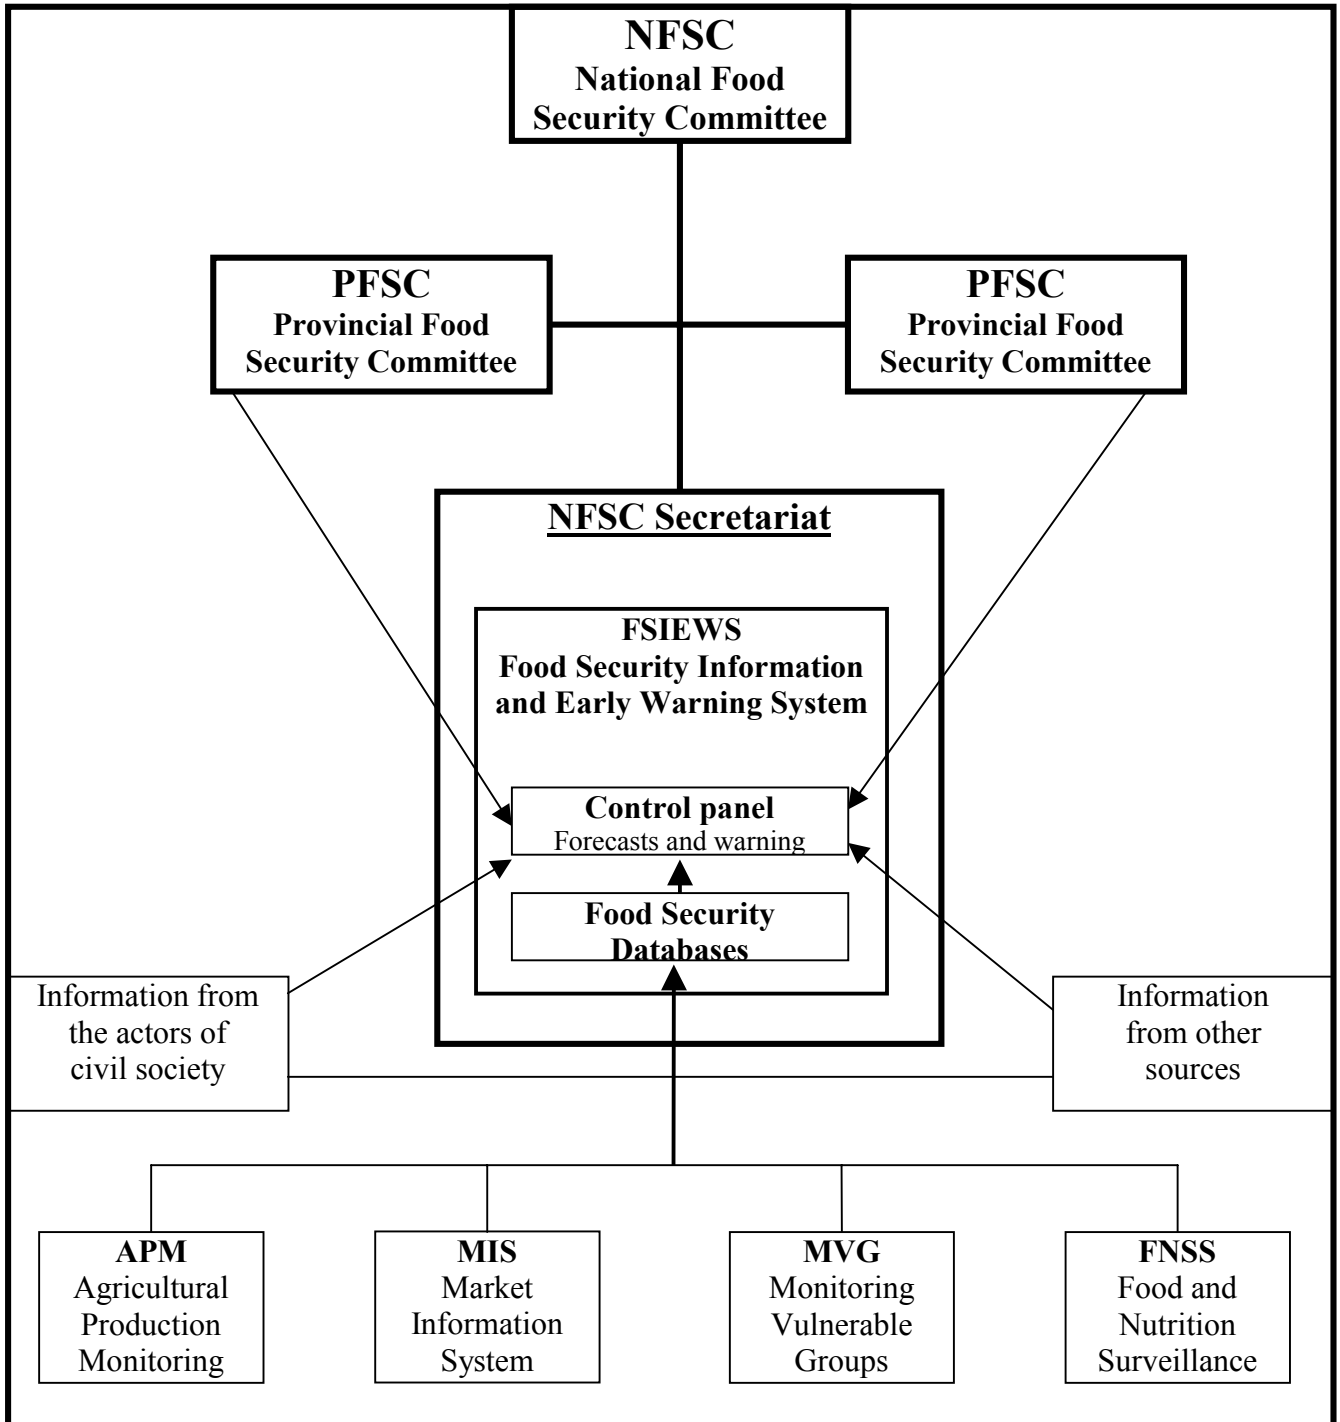 NFSC
National Food
Security Committee
PFSC
Provincial Food
Security Committee
PFSC
Provincial Food
Security Committee
NFSC Secretariat
FSIEWS
Food Security Information
and Early Warning System
Control panel
Forecasts and warning
Food Security
Databases
Information from
the actors of
civil society
Information
from other
sources
APM
Agricultural
Production
Monitoring
MIS
Market
Information
System
MVG
Monitoring
Vulnerable
Groups
FNSS
Food and
Nutrition
Surveillance